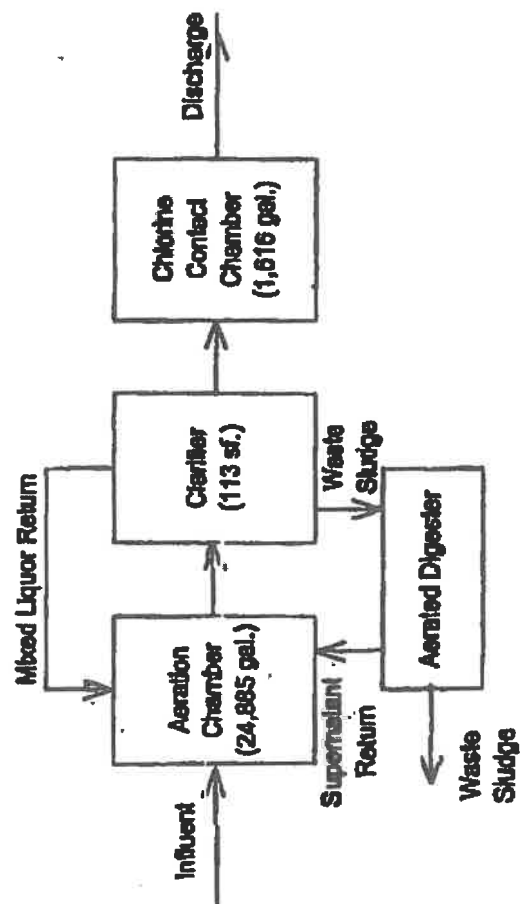 Mixed Liquor Return
Influent
Aeration
Chamber
(24,885 gal.)
Clarifier
(113 sf.)
Chlorine
Contact
Chamber
(1,616 gal.)
Discharge
Supernatant
Return
Waste
Sludge
Aerated Digester
Waste
Sludge